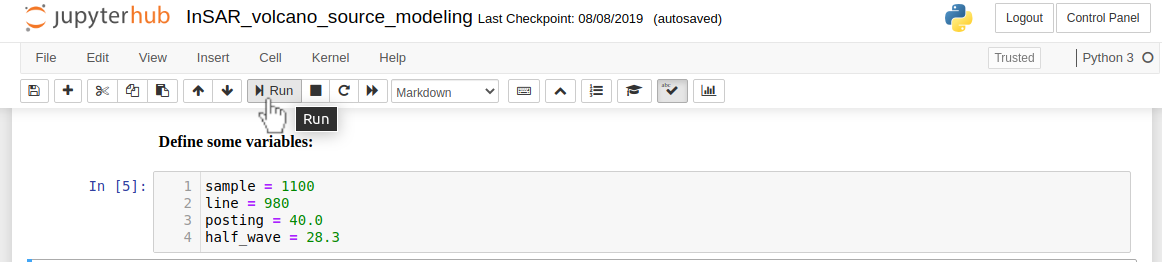 jupyterhub InSAR_volcano_source_modeling Last Checkpoint: 08/08/2019 (autosaved) Logout Control Panel
File Edit View Insert Cell Kernel Help Trusted Python 3
Run Markdown abc
Run
Define some variables:
In [5]: 1 sample = 1100
2 line = 980
3 posting = 40.0
4 half_wave = 28.3